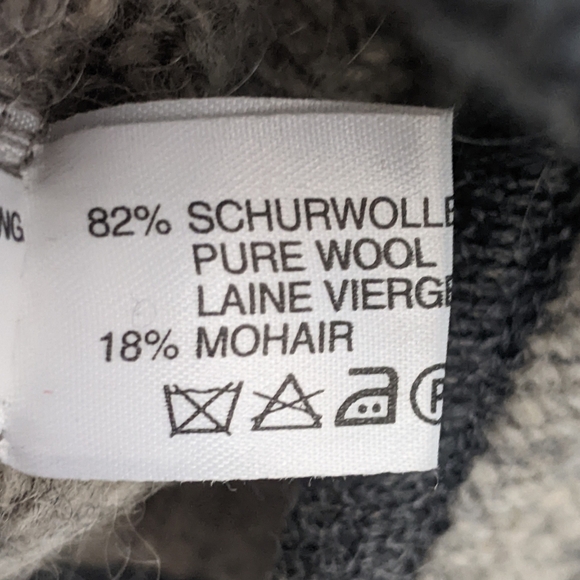 82% SCHURWOLLE
PURE WOOL
LAINE VIERGE
18% MOHAIR
P